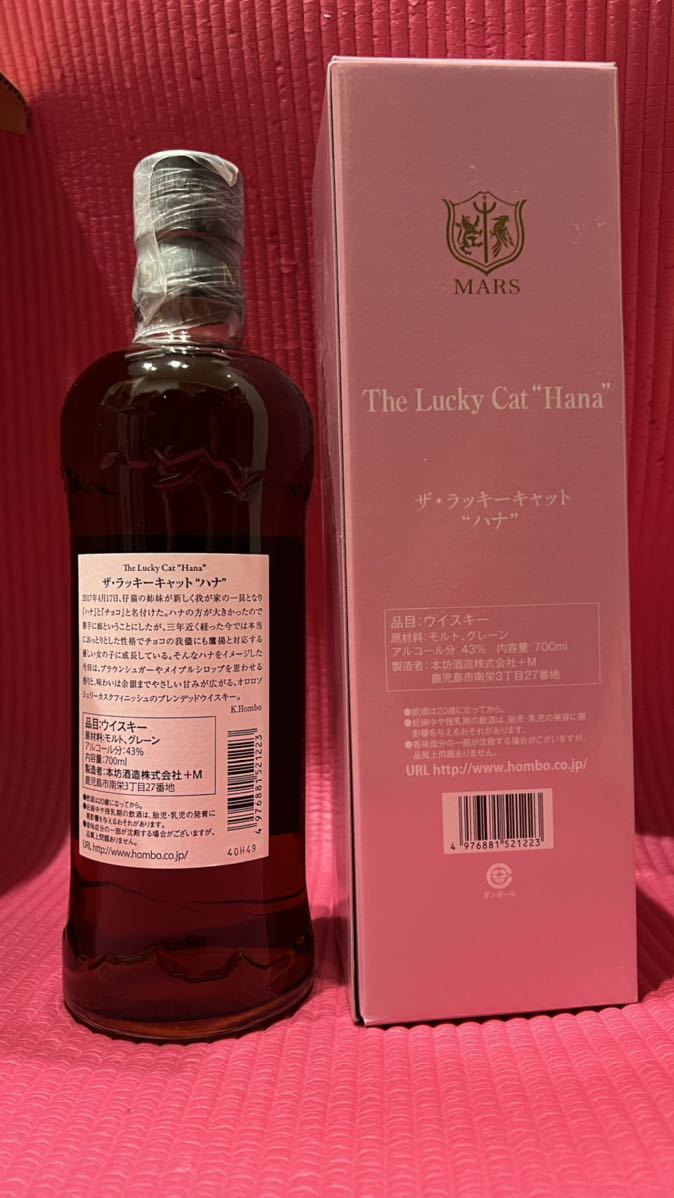 M
The Lucky Cat "Hana"
ザ・ラッキーキャット"ハナ"
2017年4月17日、仔猫の姉妹が新しく我が家の一員となり
「ハナ」と「チョコ」と名付けた。ハナの方が大きかったので
勝手に姉ということにしたが、三年近く経った今では本当
におっとりとした性格でチョコの我儘にも鷹揚と対応する
優しい女の子に成長している。そんなハナをイメージした
今回は、ブラウンシュガーやメイプルシロップを思わせる
香りと、味わいは余韻までやさしい甘みが広がる、オロロソ
シェリーカスクフィニッシュのブレンデッドウイスキー。
K.Hombo
品目:ウイスキー
原材料:モルト、グレーン
アルコール分:43%
内容量:700ml
製造者:本坊酒造株式会社+M
鹿児島市南栄3丁目27番地
●飲酒は20歳になってから。
●妊娠中や授乳期の飲酒は、胎児・乳児の発育に
悪影響を与えるおそれがあります。
●香味成分の一部が沈殿する場合がございますが、
品質上問題ありません。
URL http://www.hombo.co.jp/
4 976881 521223
40H49
MARS
The Lucky Cat "Hana"
ザ・ラッキーキャット
"ハナ"
品目:ウイスキー
原材料:モルト、グレーン
アルコール分:43% 内容量:700ml
製造者:本坊酒造株式会社+M
鹿児島市南栄3丁目27番地
●飲酒は20歳になってから。
●妊娠中や授乳期の飲酒は、胎児・乳児の発育に悪
影響を与えるおそれがあります。
●香味成分の一部が沈殿する場合がございますが、
品質上問題ありません。
URL http://www.hombo.co.jp/
4 976881 521223
ダンボール